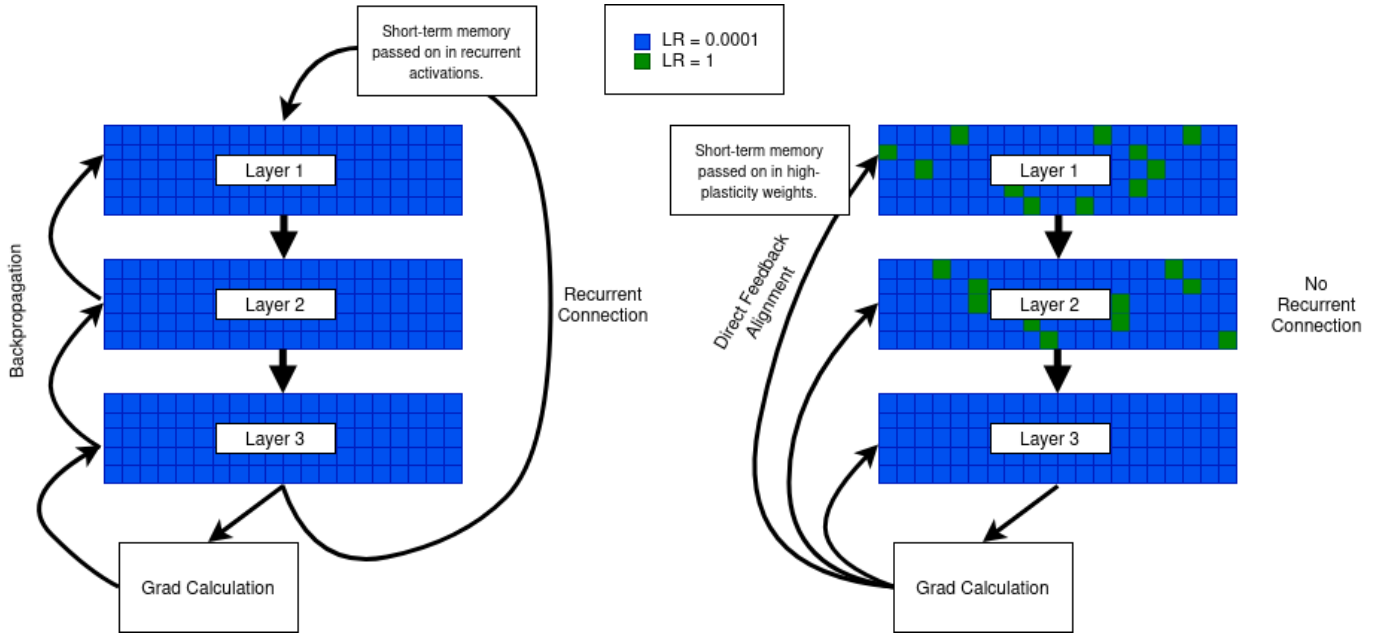 Short-term memory
passed on in recurrent
activations.
LR = 0.0001
LR = 1
Layer 1
Layer 2
Layer 3
Backpropagation
Recurrent
Connection
Grad Calculation
Short-term memory
passed on in high-
plasticity weights.
Direct Feedback
Alignment
Layer 1
Layer 2
Layer 3
No
Recurrent
Connection
Grad Calculation